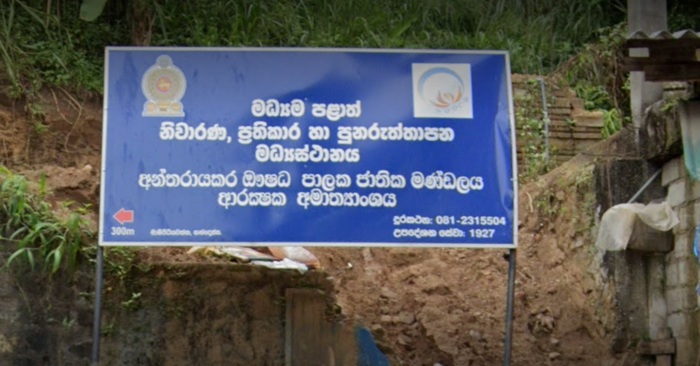 මධ්‍යම පළාත්
නිවාරණ, ප්‍රතිකාර හා පුනරුත්තාපන
මධ්‍යස්ථානය
අන්තරායකර ඖෂධ පාලක ජාතික මණ්ඩලය
ආරක්ෂක අමාත්‍යාංශය
දුරකථන: 081-2315504
උපදේශන සේවා: 1927
300m